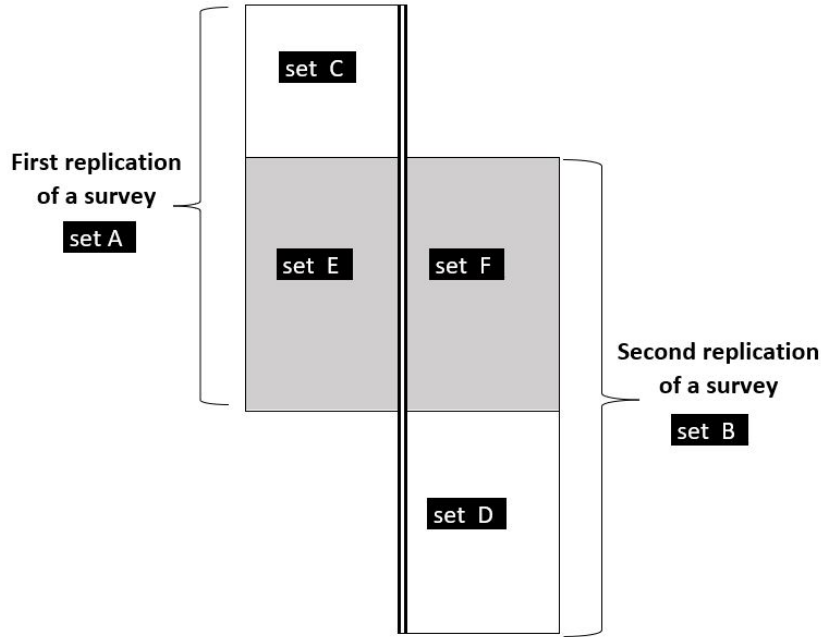 set C
First replication
of a survey
set A
set E
set F
Second replication
of a survey
set B
set D